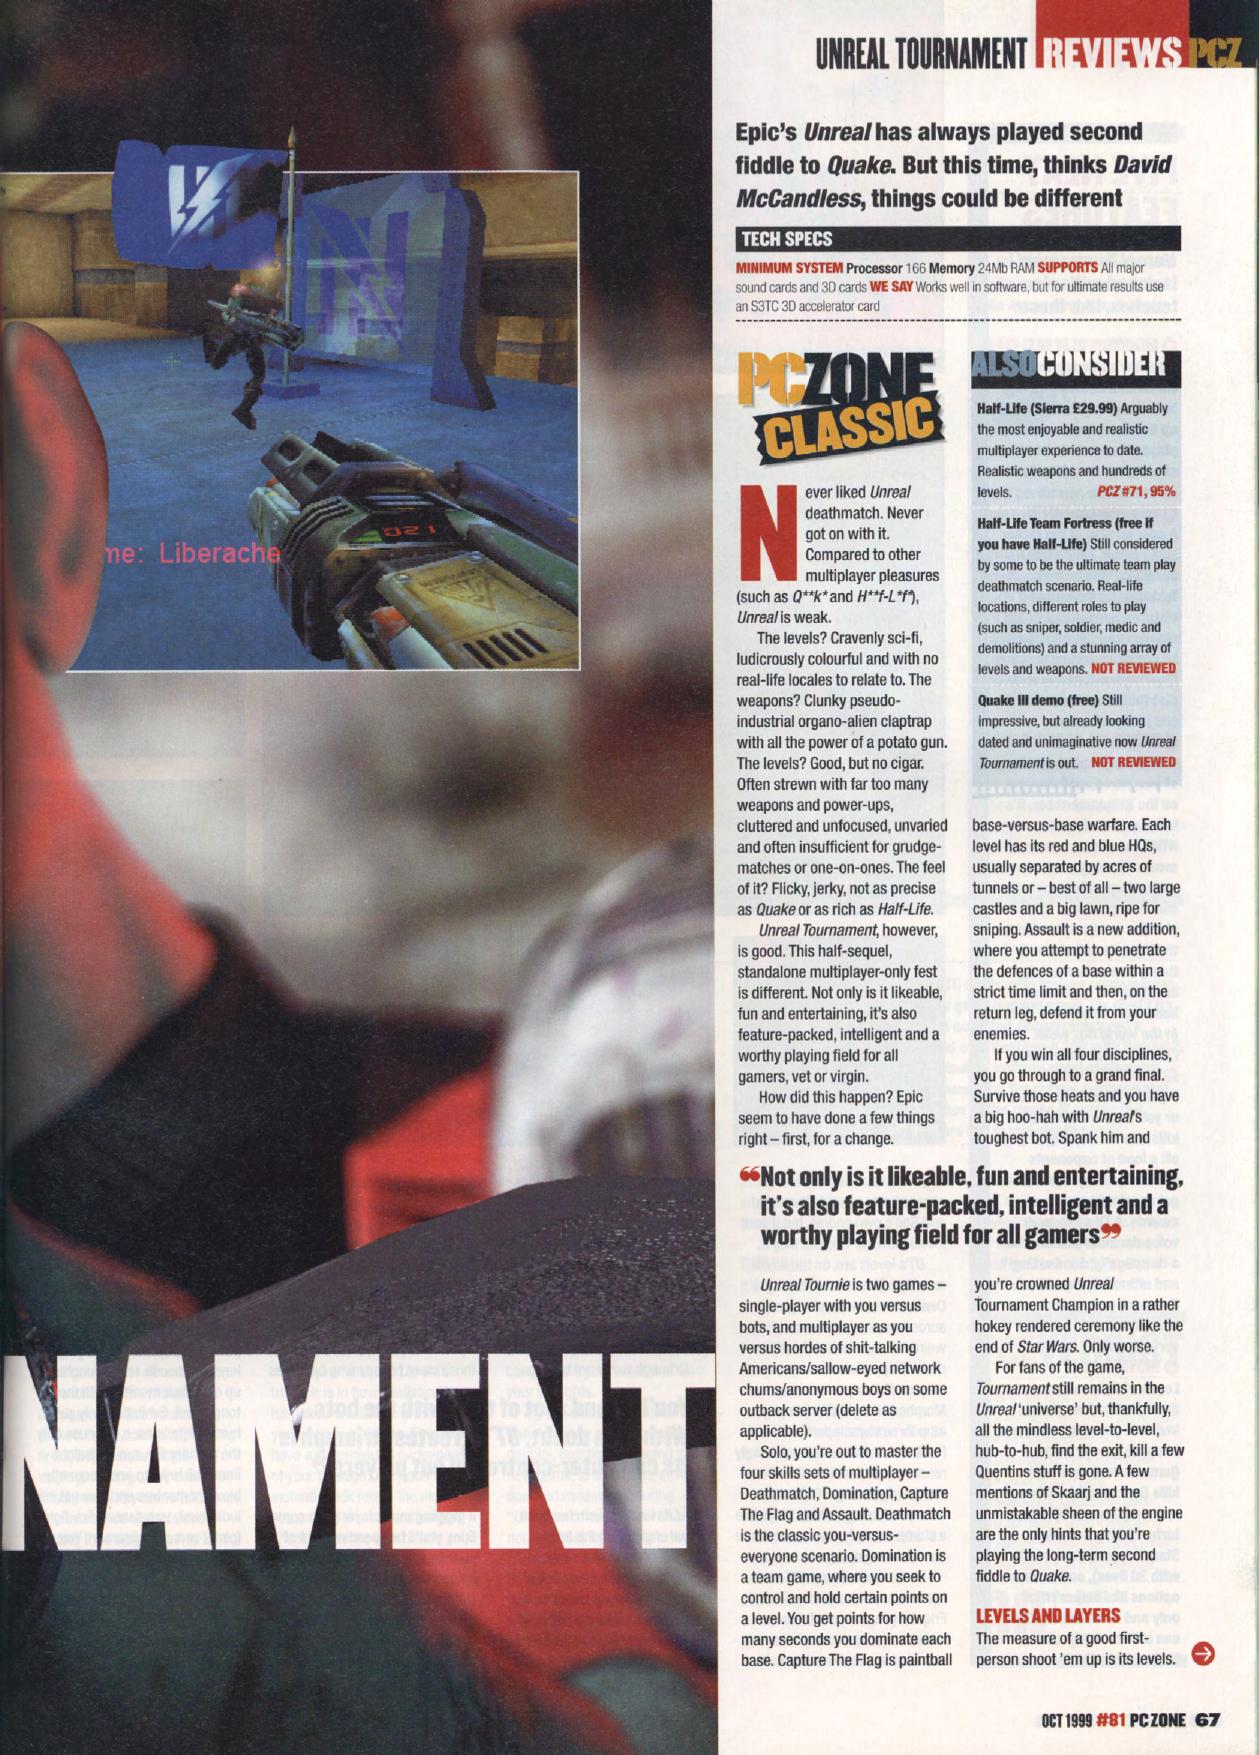 UNREAL TOURNAMENT REVIEWS PCZ
Epic's Unreal has always played second
fiddle to Quake. But this time, thinks David
McCandless, things could be different
TECH SPECS
MINIMUM SYSTEM Processor 166 Memory 24Mb RAM SUPPORTS All major
sound cards and 3D cards WE SAY Works well in software, but for ultimate results use
an S3TC 3D accelerator card
021
me: Liberache
NAMENT
PCZONE
CLASSIC
Never liked Unreal
deathmatch. Never
got on with it.
Compared to other
multiplayer pleasures
(such as Q**k* and H**f-L*f*),
Unreal is weak.
The levels? Cravenly sci-fi,
ludicrously colourful and with no
real-life locales to relate to. The
weapons? Clunky pseudo-
industrial organo-alien claptrap
with all the power of a potato gun.
The levels? Good, but no cigar.
Often strewn with far too many
weapons and power-ups,
cluttered and unfocused, unvaried
and often insufficient for grudge-
matches or one-on-ones. The feel
of it? Flicky, jerky, not as precise
as Quake or as rich as Half-Life.
Unreal Tournament, however,
is good. This half-sequel,
standalone multiplayer-only fest
is different. Not only is it likeable,
fun and entertaining, it's also
feature-packed, intelligent and a
worthy playing field for all
gamers, vet or virgin.
How did this happen? Epic
seem to have done a few things
right – first, for a change.
“Not only is it likeable, fun and entertaining,
it's also feature-packed, intelligent and a
worthy playing field for all gamers”
Unreal Tournie is two games –
single-player with you versus
bots, and multiplayer as you
versus hordes of shit-talking
Americans/sallow-eyed network
chums/anonymous boys on some
outback server (delete as
applicable).
Solo, you're out to master the
four skills sets of multiplayer –
Deathmatch, Domination, Capture
The Flag and Assault. Deathmatch
is the classic you-versus-
everyone scenario. Domination is
a team game, where you seek to
control and hold certain points on
a level. You get points for how
many seconds you dominate each
base. Capture The Flag is paintball
ALSO CONSIDER
Half-Life (Sierra £29.99) Arguably
the most enjoyable and realistic
multiplayer experience to date.
Realistic weapons and hundreds of
levels. PCZ #71, 95%
Half-Life Team Fortress (free if
you have Half-Life) Still considered
by some to be the ultimate team play
deathmatch scenario. Real-life
locations, different roles to play
(such as sniper, soldier, medic and
demolitions) and a stunning array of
levels and weapons. NOT REVIEWED
Quake III demo (free) Still
impressive, but already looking
dated and unimaginative now Unreal
Tournament is out. NOT REVIEWED
base-versus-base warfare. Each
level has its red and blue HQs,
usually separated by acres of
tunnels or – best of all – two large
castles and a big lawn, ripe for
sniping. Assault is a new addition,
where you attempt to penetrate
the defences of a base within a
strict time limit and then, on the
return leg, defend it from your
enemies.
If you win all four disciplines,
you go through to a grand final.
Survive those heats and you have
a big hoo-hah with Unreal's
toughest bot. Spank him and
you're crowned Unreal
Tournament Champion in a rather
hokey rendered ceremony like the
end of Star Wars. Only worse.
For fans of the game,
Tournament still remains in the
Unreal 'universe' but, thankfully,
all the mindless level-to-level,
hub-to-hub, find the exit, kill a few
Quentins stuff is gone. A few
mentions of Skaarj and the
unmistakable sheen of the engine
are the only hints that you're
playing the long-term second
fiddle to Quake.
LEVELS AND LAYERS
The measure of a good first-
person shoot 'em up is its levels.
OCT 1999 #81 PC ZONE 67